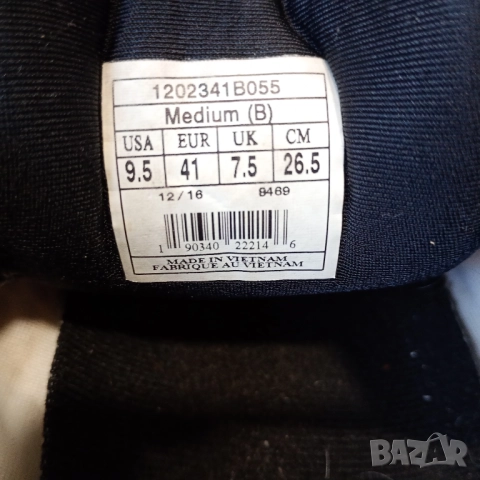 1202341B055
Medium (B)
USA EUR UK CM
9.5 41 7.5 26.5
12/16 9469
1 90340 22214 6
MADE IN VIETNAM
FABRIQUE AU VIETNAM
BAZAR